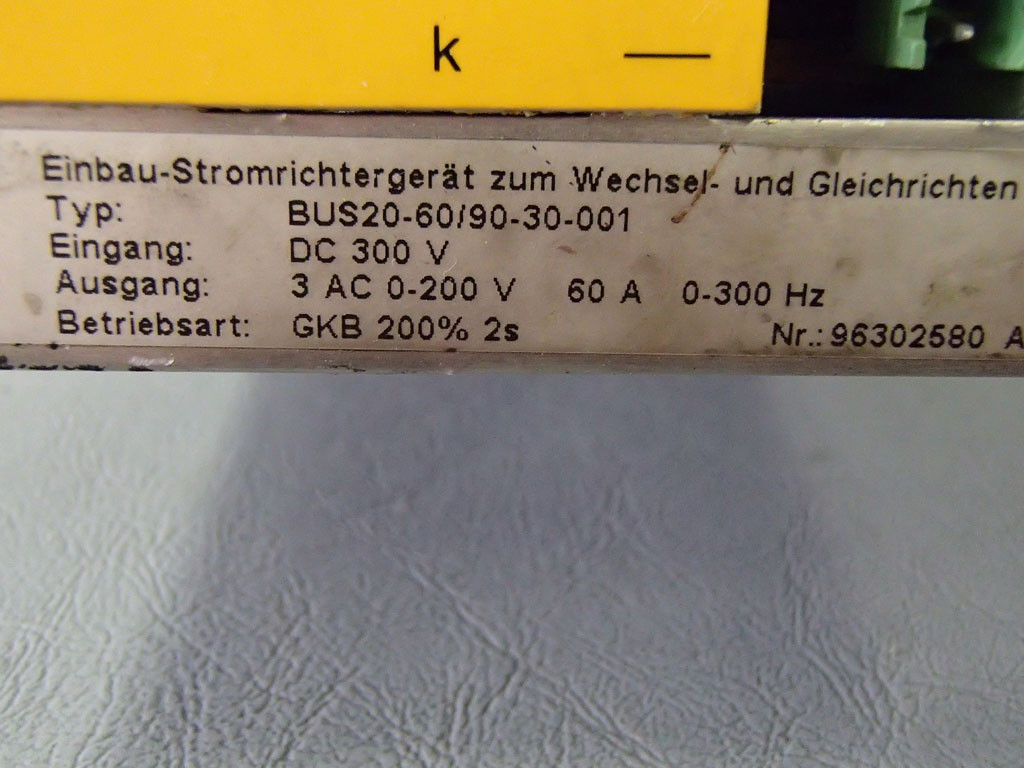 k —
Einbau-Stromrichtergerät zum Wechsel- und Gleichrichten
Typ: BUS20-60/90-30-001
Eingang: DC 300 V
Ausgang: 3 AC 0-200 V 60 A 0-300 Hz
Betriebsart: GKB 200% 2s Nr.: 96302580 A